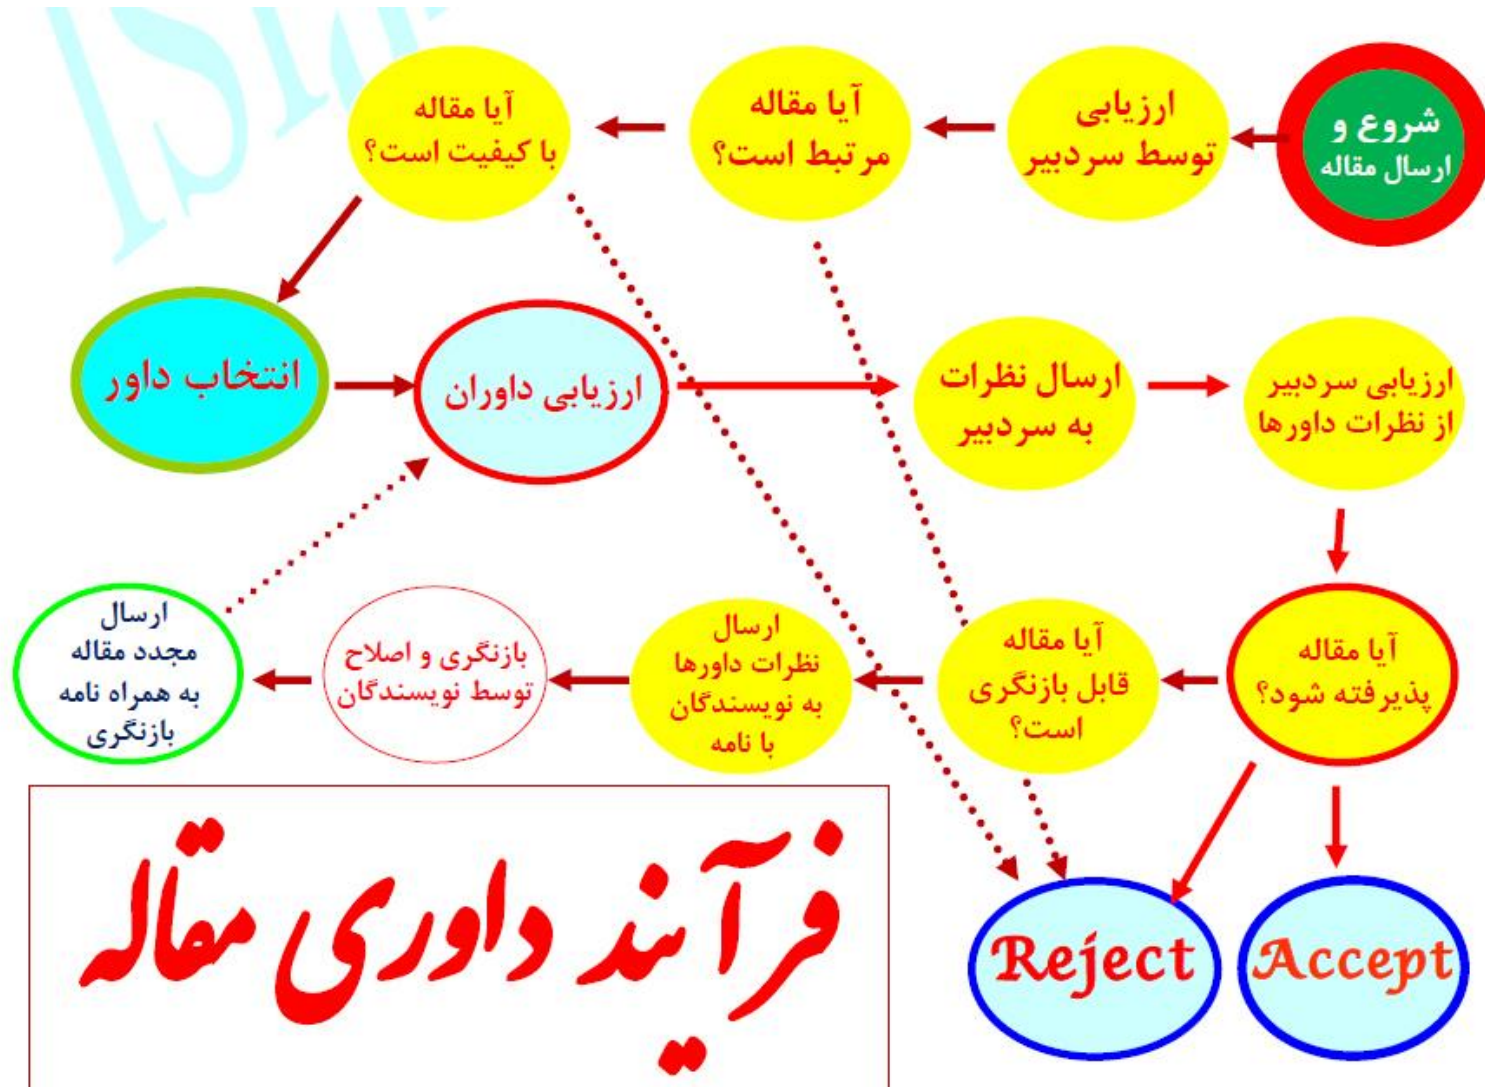 شروع و
ارسال مقاله
ارزیابی
توسط سردبیر
آیا مقاله
مرتبط است؟
آیا مقاله
با کیفیت است؟
انتخاب داور
ارزیابی داوران
ارسال نظرات
به سردبیر
ارزیابی سردبیر
از نظرات داورها
آیا مقاله
پذیرفته شود؟
آیا مقاله
قابل بازنگری
است؟
ارسال
نظرات داورها
به نویسندگان
با نامه
بازنگری و اصلاح
توسط نویسندگان
ارسال
مجدد مقاله
به همراه نامه
بازنگری
Reject
Accept
فرآیند داوری مقاله